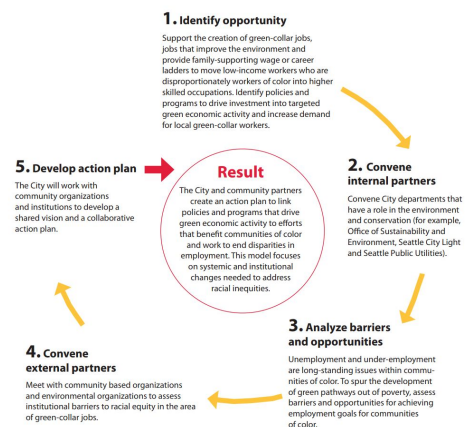 1. Identify opportunity
Support the creation of green-collar jobs,
jobs that improve the environment and
provide family-supporting wage or career
ladders to move low-income workers who are
disproportionately workers of color into higher
skilled occupations. Identify policies and
programs to drive investment into targeted
green economic activity and increase demand
for local green-collar workers.
2. Convene
internal partners
Convene City departments that
have a role in the environment
and conservation (for example,
Office of Sustainability and
Environment, Seattle City Light
and Seattle Public Utilities).
3. Analyze barriers
and opportunities
Unemployment and under-employment
are long-standing issues within commu-
nities of color. To spur the development
of green pathways out of poverty, assess
barriers and opportunities for achieving
employment goals for communities
of color.
4. Convene
external partners
Meet with community based organizations
and environmental organizations to assess
institutional barriers to racial equity in the area
of green-collar jobs.
5. Develop action plan
The City will work with
community organizations
and institutions to develop a
shared vision and a collaborative
action plan.
Result
The City and community partners
create an action plan to link
policies and programs that drive
green economic activity to efforts
that benefit communities of color
and work to end disparities in
employment. This model focuses
on systemic and institutional
changes needed to address
racial inequities.